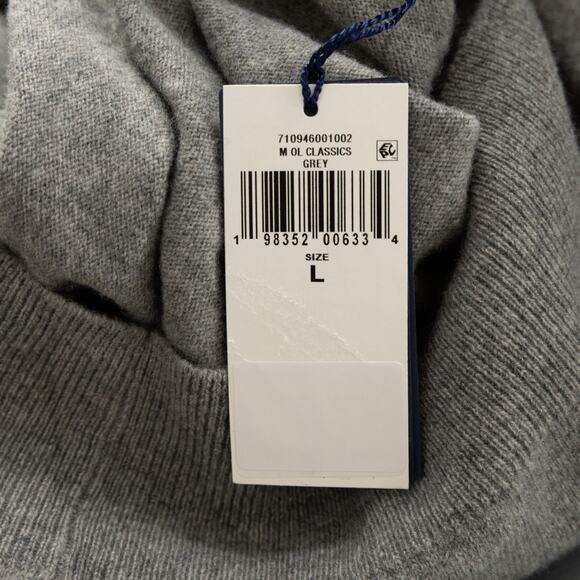 710946001002
M OL CLASSICS
GREY
1 98352 00633 4
SIZE
L